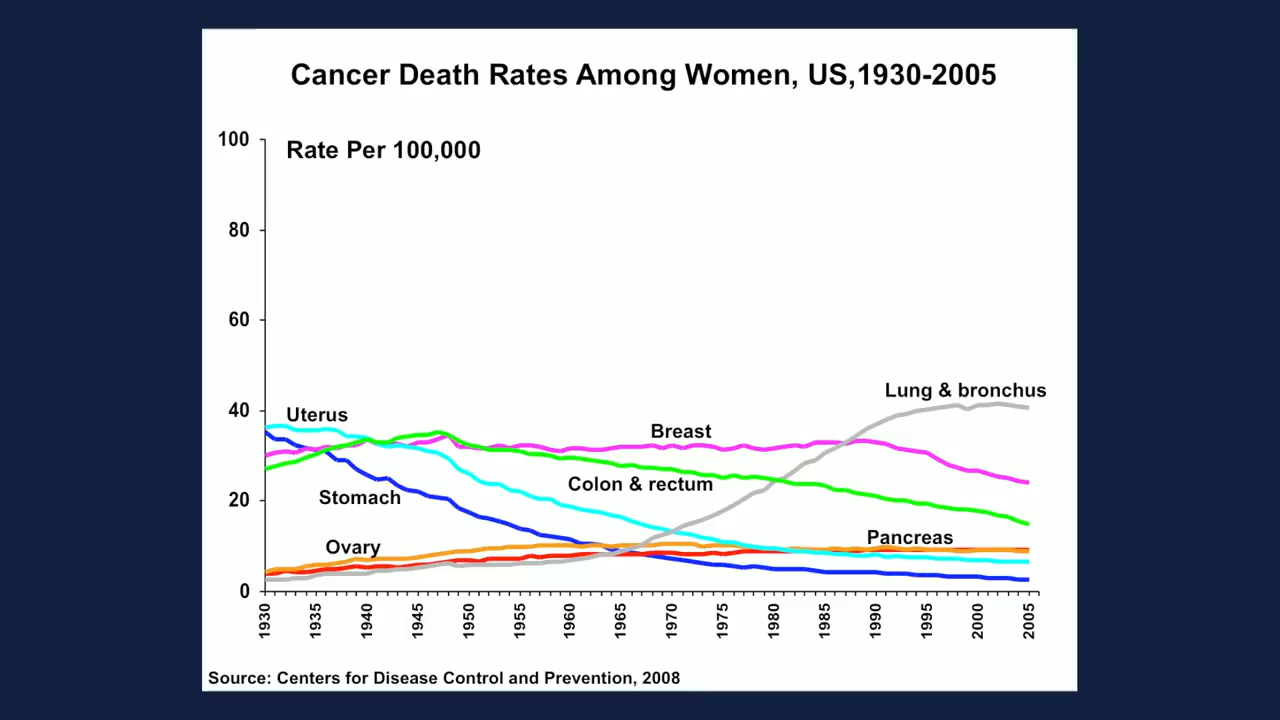 Cancer Death Rates Among Women, US,1930-2005
Rate Per 100,000
100
80
60
40
20
0
Lung & bronchus
Uterus
Breast
Colon & rectum
Stomach
Pancreas
Ovary
1930
1935
1940
1945
1950
1955
1960
1965
1970
1975
1980
1985
1990
1995
2000
2005
Source: Centers for Disease Control and Prevention, 2008